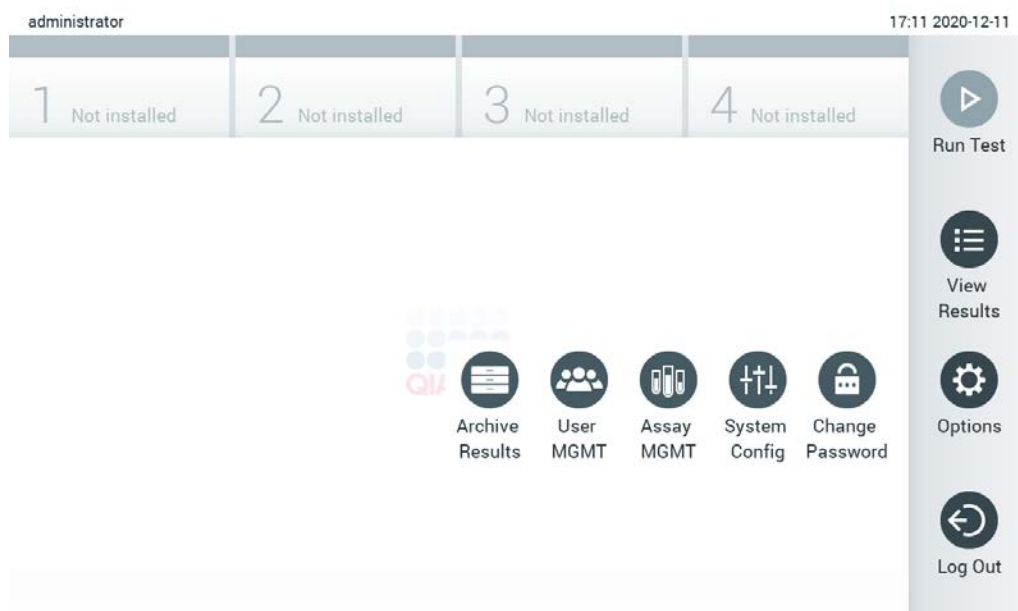 administrator
17:11 2020-12-11
1 Not installed
2 Not installed
3 Not installed
4 Not installed
Run Test
View
Results
QIA
Archive
Results
User
MGMT
Assay
MGMT
System
Config
Change
Password
Options
Log Out